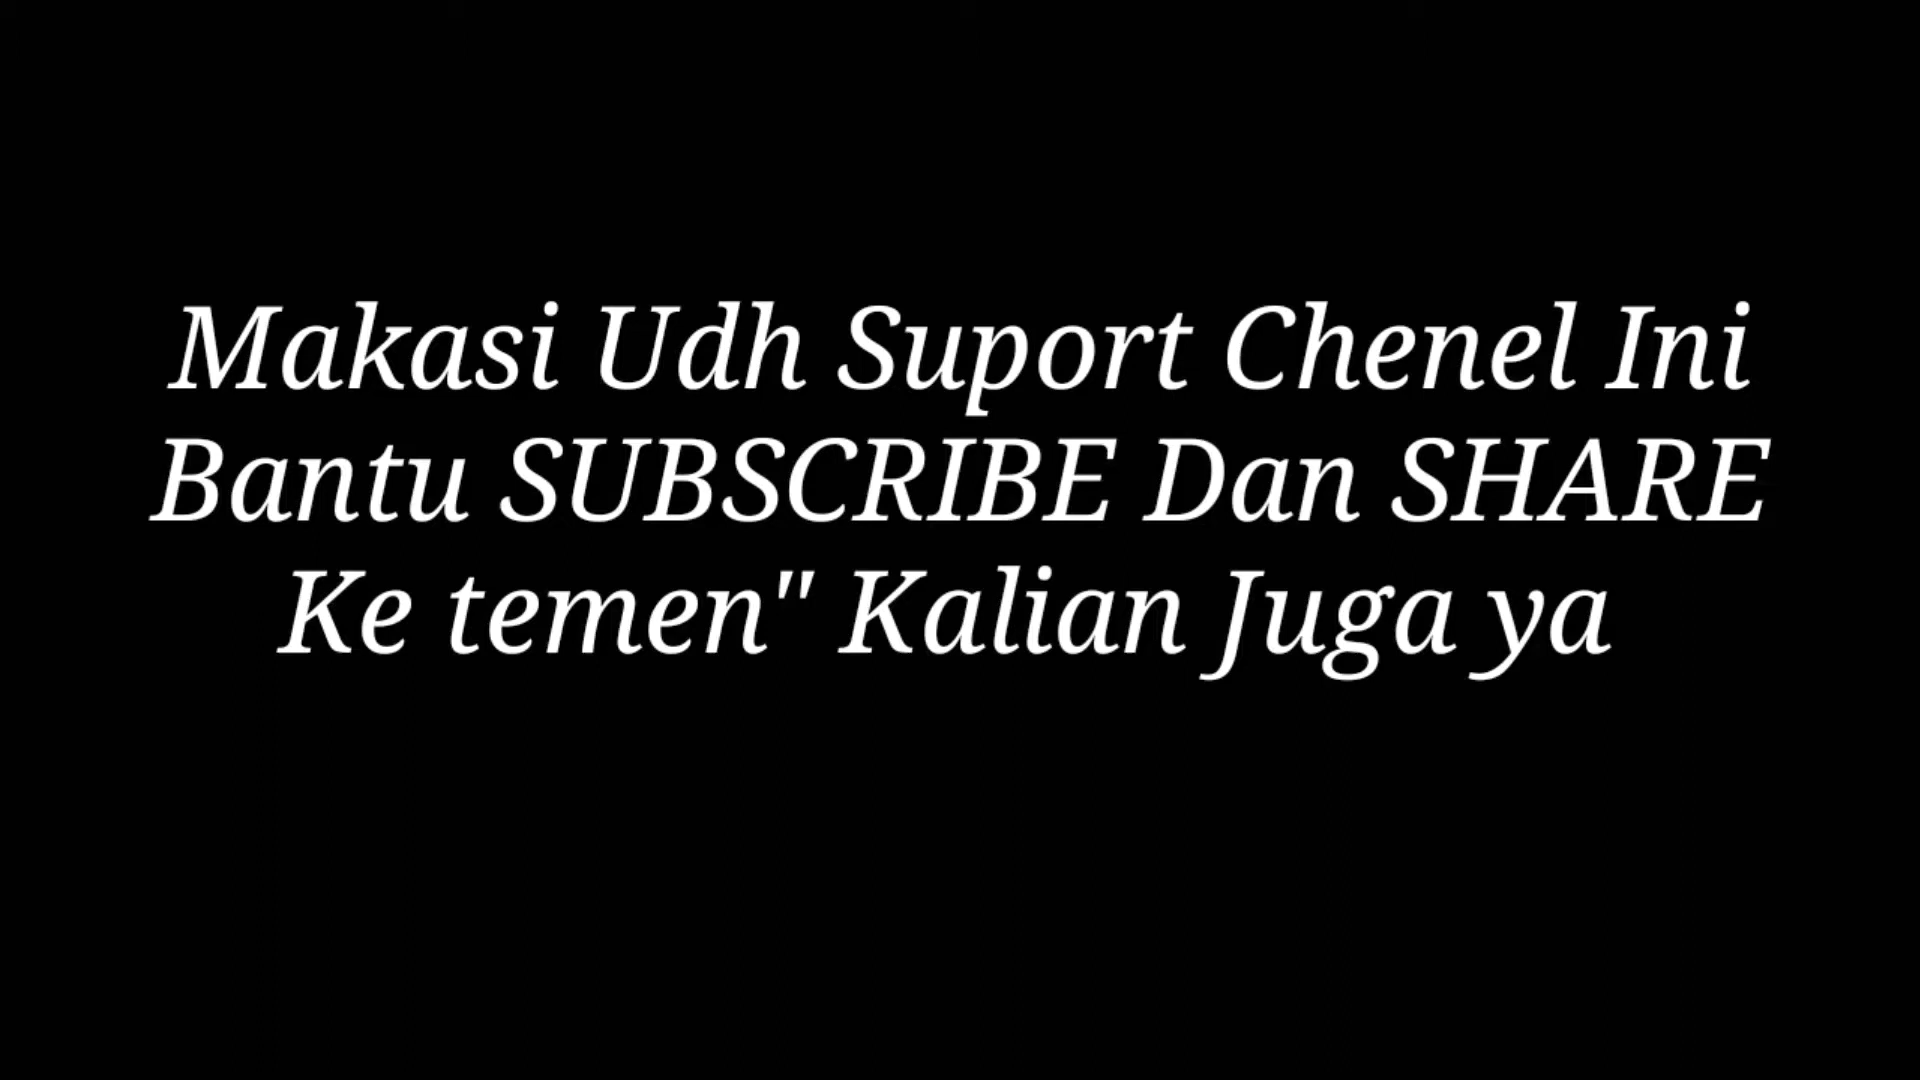 Makasi Udh Suport Chenel Ini
Bantu SUBSCRIBE Dan SHARE
Ke temen" Kalian Juga ya